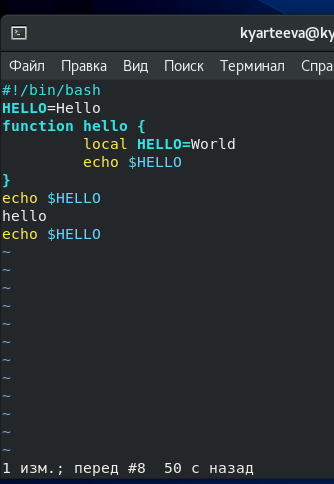 kyarteeva@ky
Файл Правка Вид Поиск Терминал Спра
#!/bin/bash
HELLO=Hello
function hello {
        local HELLO=World
        echo $HELLO
}
echo $HELLO
hello
echo $HELLO
~
~
~
~
~
~
~
~
~
~
~
~
1 изм.; перед #8  50 с назад